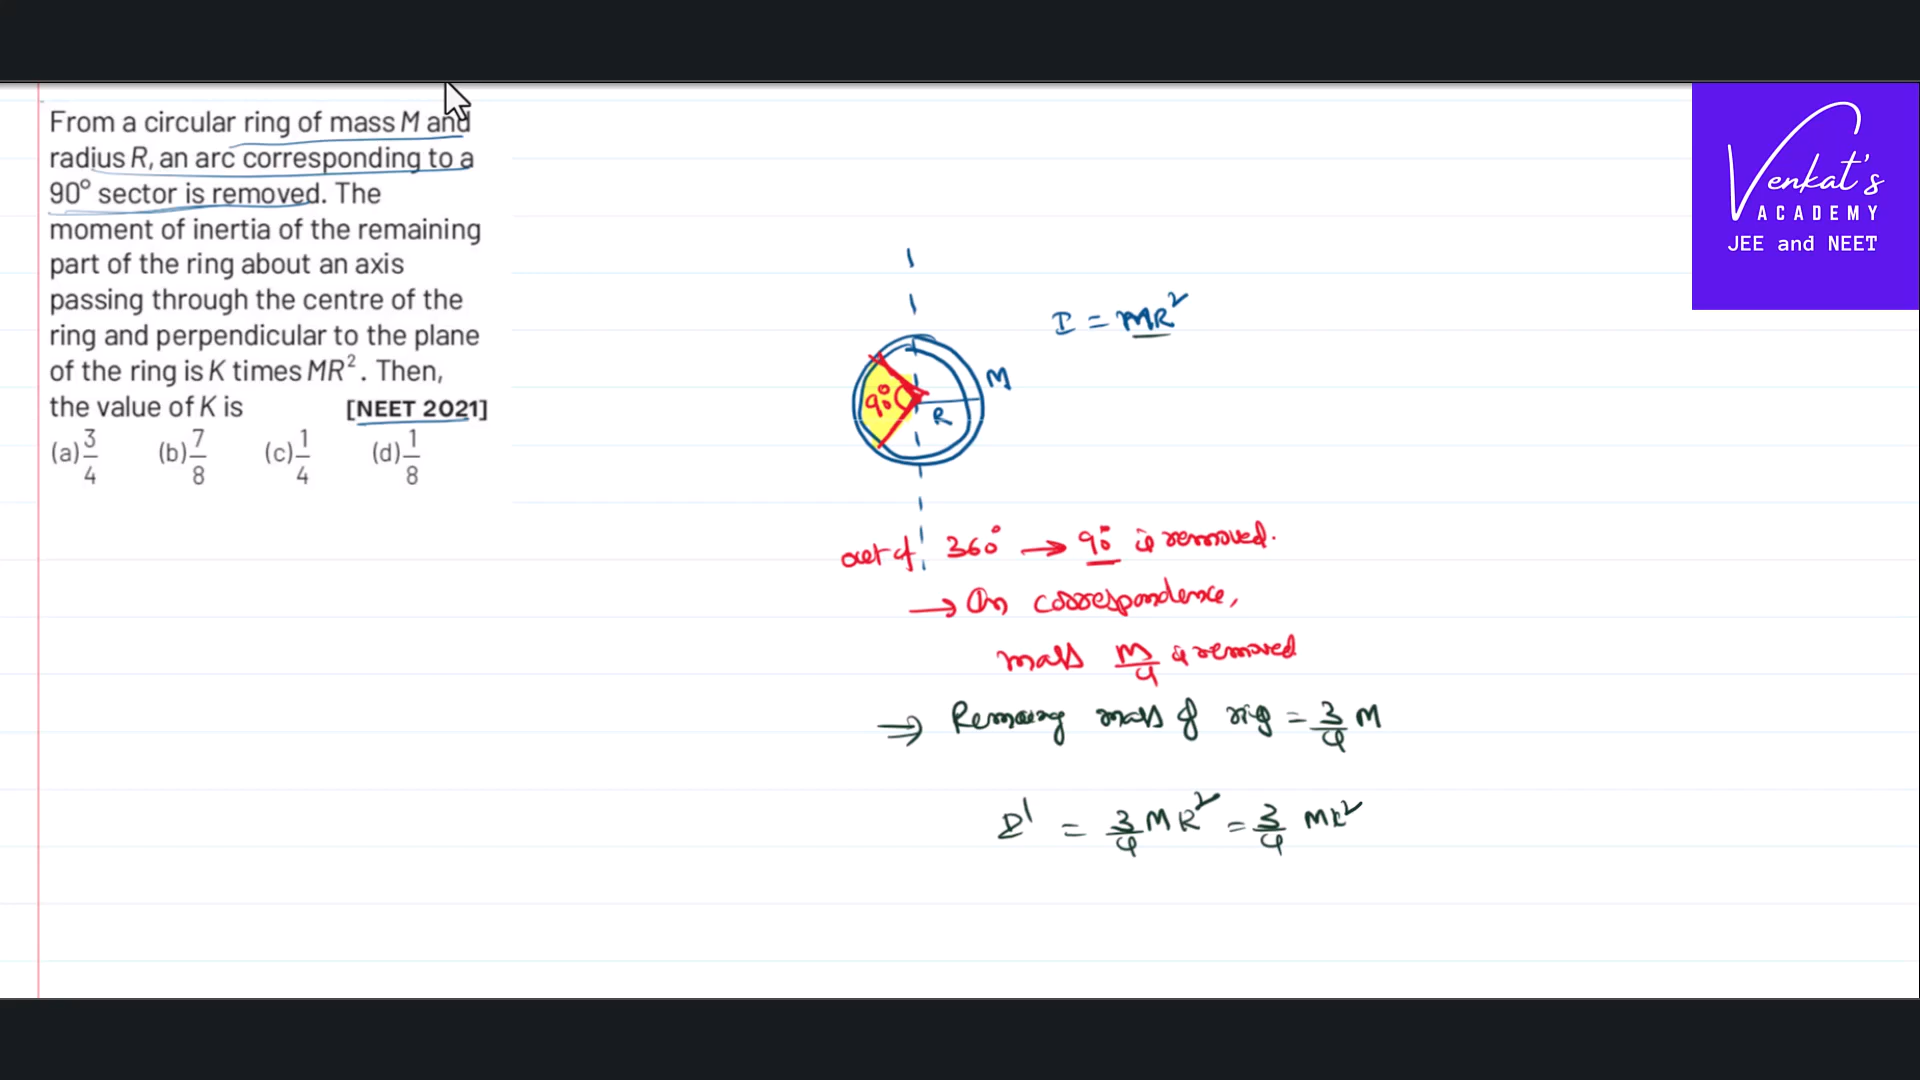 From a circular ring of mass M and
radius R, an arc corresponding to a
90° sector is removed. The
moment of inertia of the remaining
part of the ring about an axis
passing through the centre of the
ring and perpendicular to the plane
of the ring is K times MR². Then,
the value of K is [NEET 2021]
(a) 3/4 (b) 7/8 (c) 1/4 (d) 1/8
Venkat's
ACADEMY
JEE and NEET
I = MR²
M
90°
R
out of 360° → 90° is removed.
→ On correspondence,
mass M/4 is removed
⇒ Remaing mass of rig = 3/4 M
I' = 3/4 MR² = 3/4 MR²